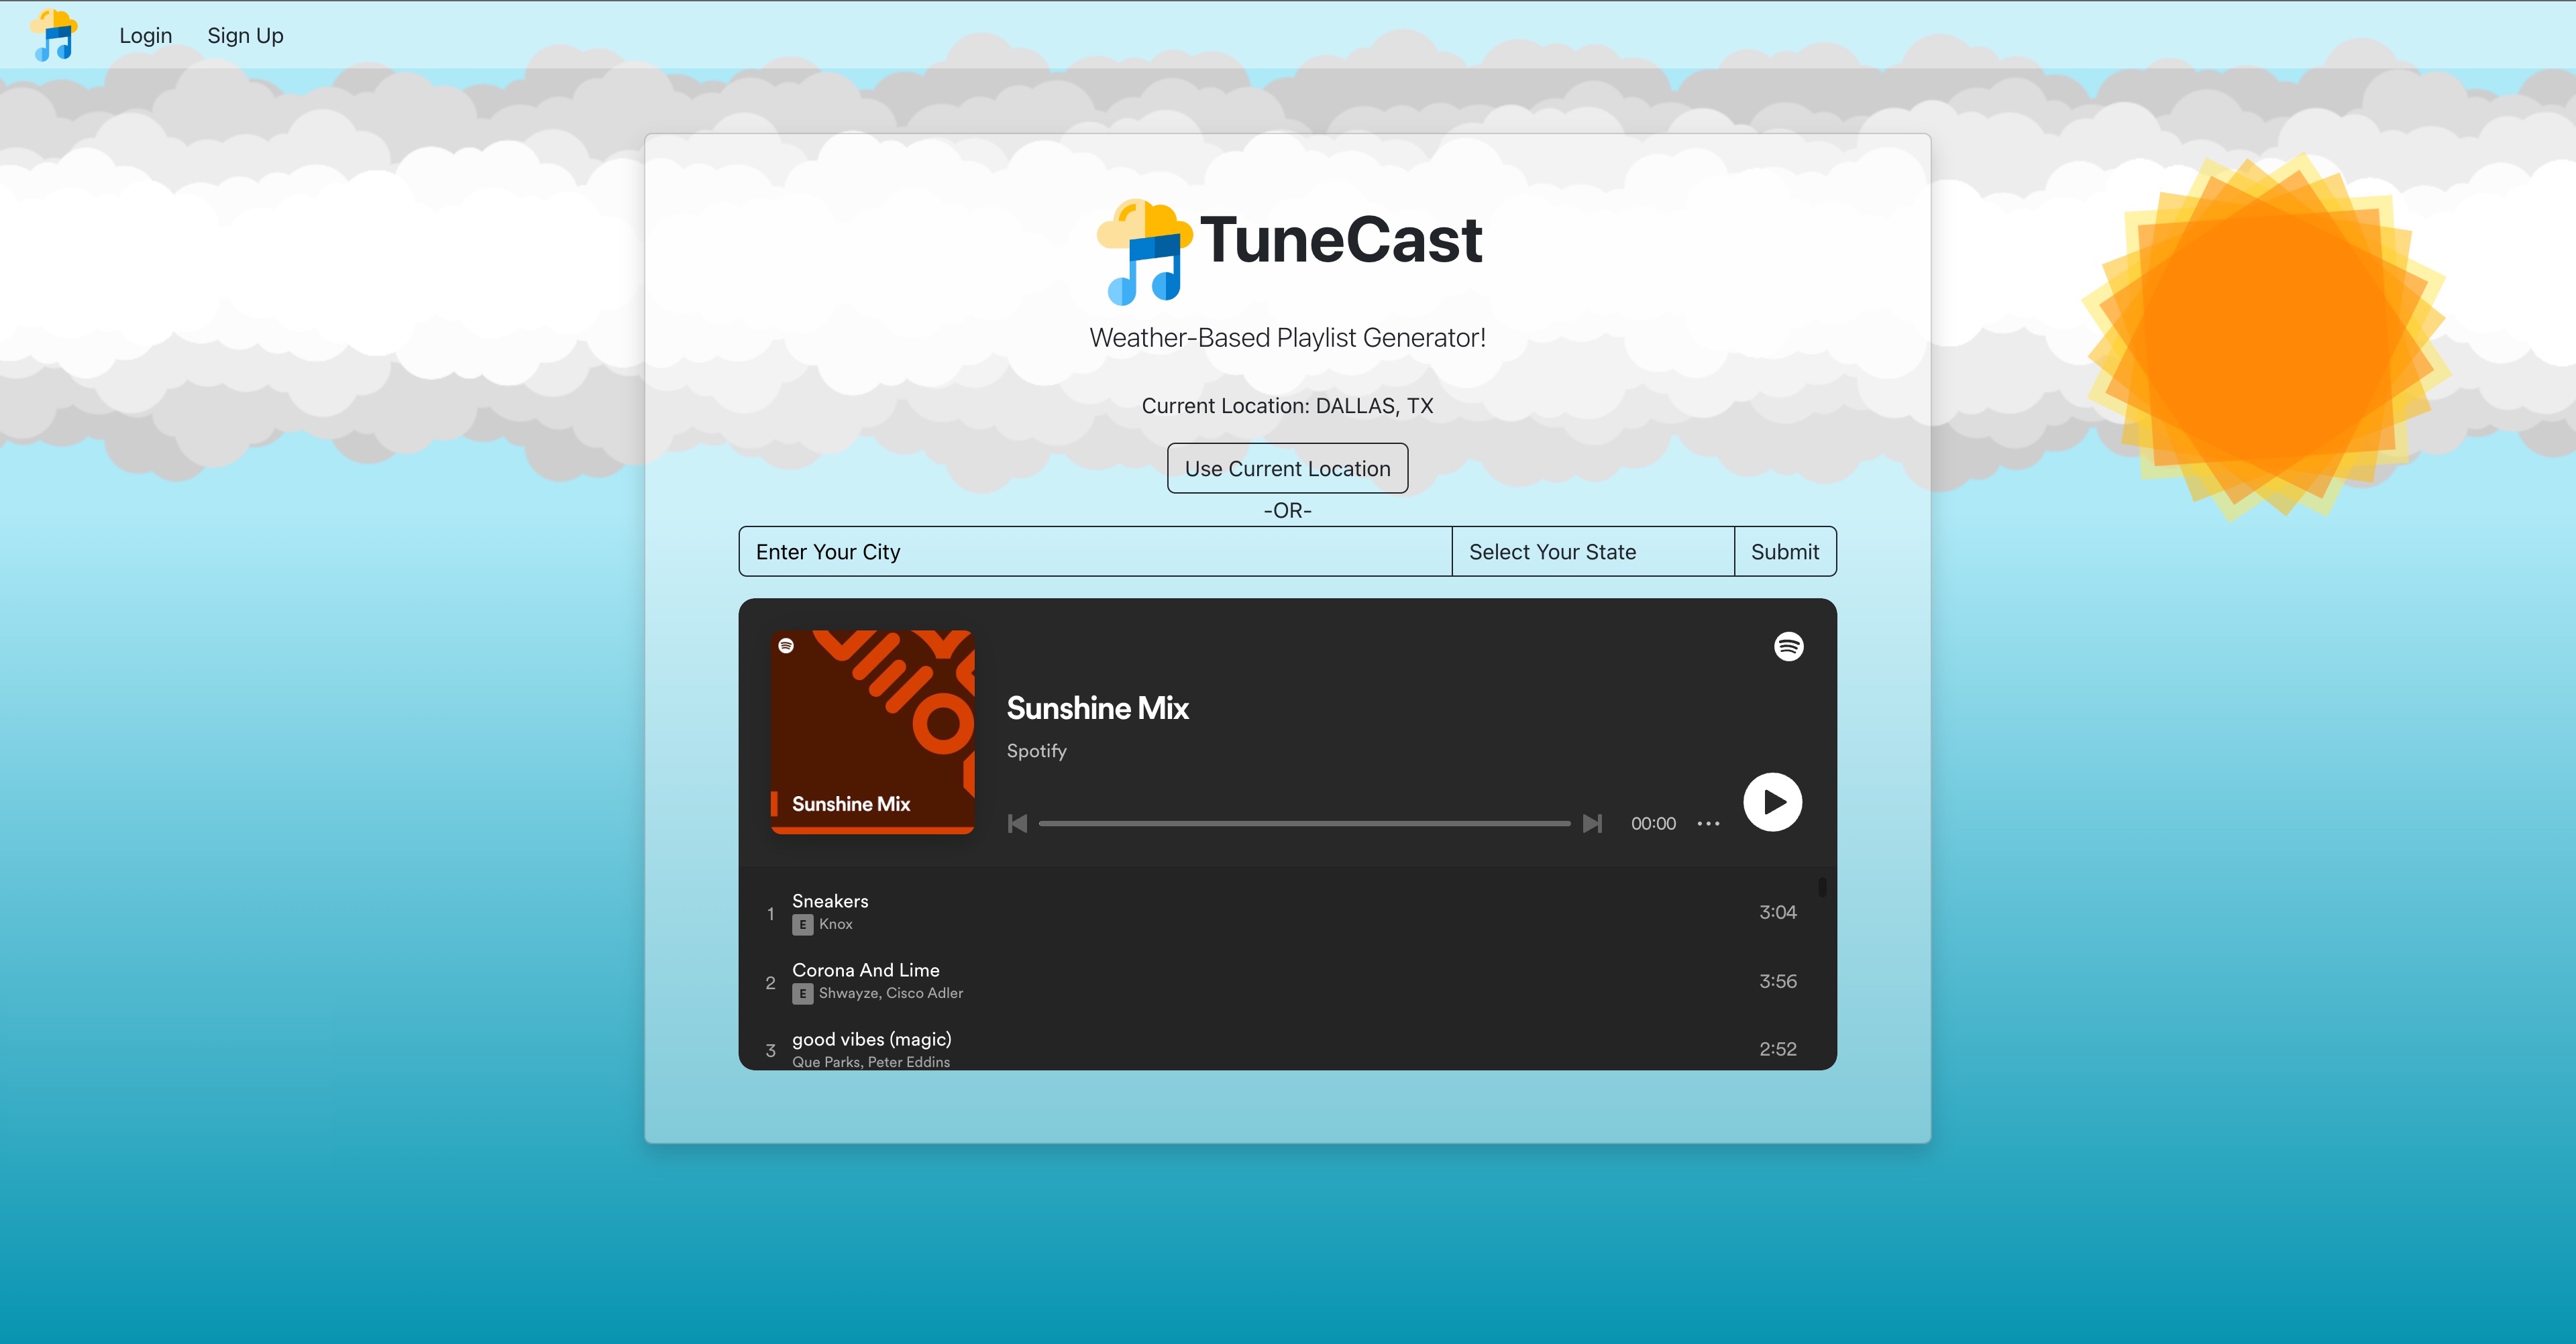 Login Sign Up
TuneCast
Weather-Based Playlist Generator!
Current Location: DALLAS, TX
Use Current Location
-OR-
Enter Your City Select Your State Submit
Sunshine Mix
Sunshine Mix
Spotify
00:00
1 Sneakers 3:04
E Knox
2 Corona And Lime 3:56
E Shwayze, Cisco Adler
3 good vibes (magic) 2:52
Que Parks, Peter Eddins